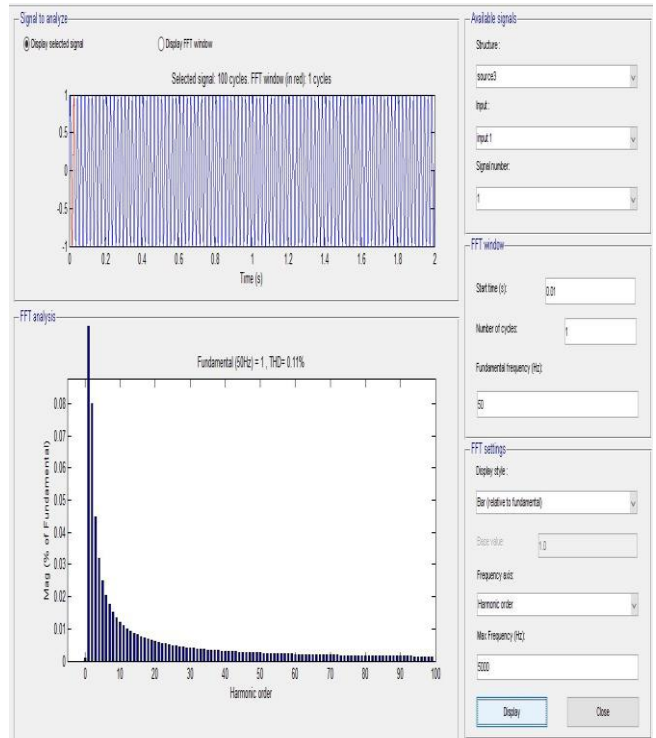 Signal to analyze
Display selected signal
Display FFT window
Selected signal: 100 cycles. FFT window (in red): 1 cycles
1
0.5
0
-0.5
-1
0 0.2 0.4 0.6 0.8 1 1.2 1.4 1.6 1.8 2
Time (s)
FFT analysis
Fundamental (50Hz) = 1 , THD= 0.11%
0.08
0.07
0.06
0.05
0.04
0.03
0.02
0.01
0
Mag (% of Fundamental)
0 10 20 30 40 50 60 70 80 90 100
Harmonic order
Available signals
Structure :
source3
Input :
input 1
Signal number:
1
FFT window
Start time (s):
0.01
Number of cycles:
1
Fundamental frequency (Hz):
50
FFT settings
Display style :
Bar (relative to fundamental)
Base value:
1.0
Frequency axis:
Harmonic order
Max Frequency (Hz):
5000
Display
Close